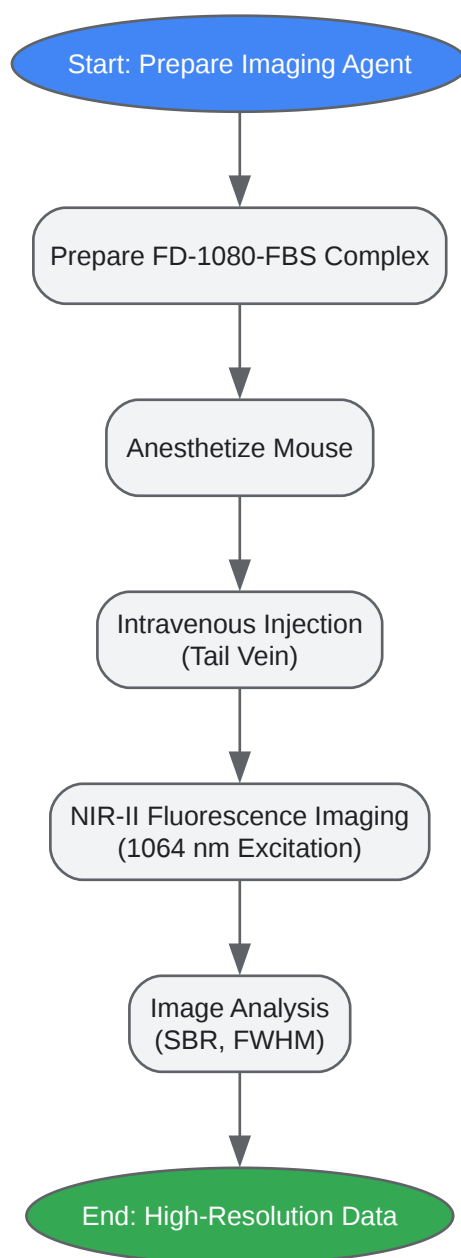 Start: Prepare Imaging Agent
Prepare FD-1080-FBS Complex
Anesthetize Mouse
Intravenous Injection
(Tail Vein)
NIR-II Fluorescence Imaging
(1064 nm Excitation)
Image Analysis
(SBR, FWHM)
End: High-Resolution Data